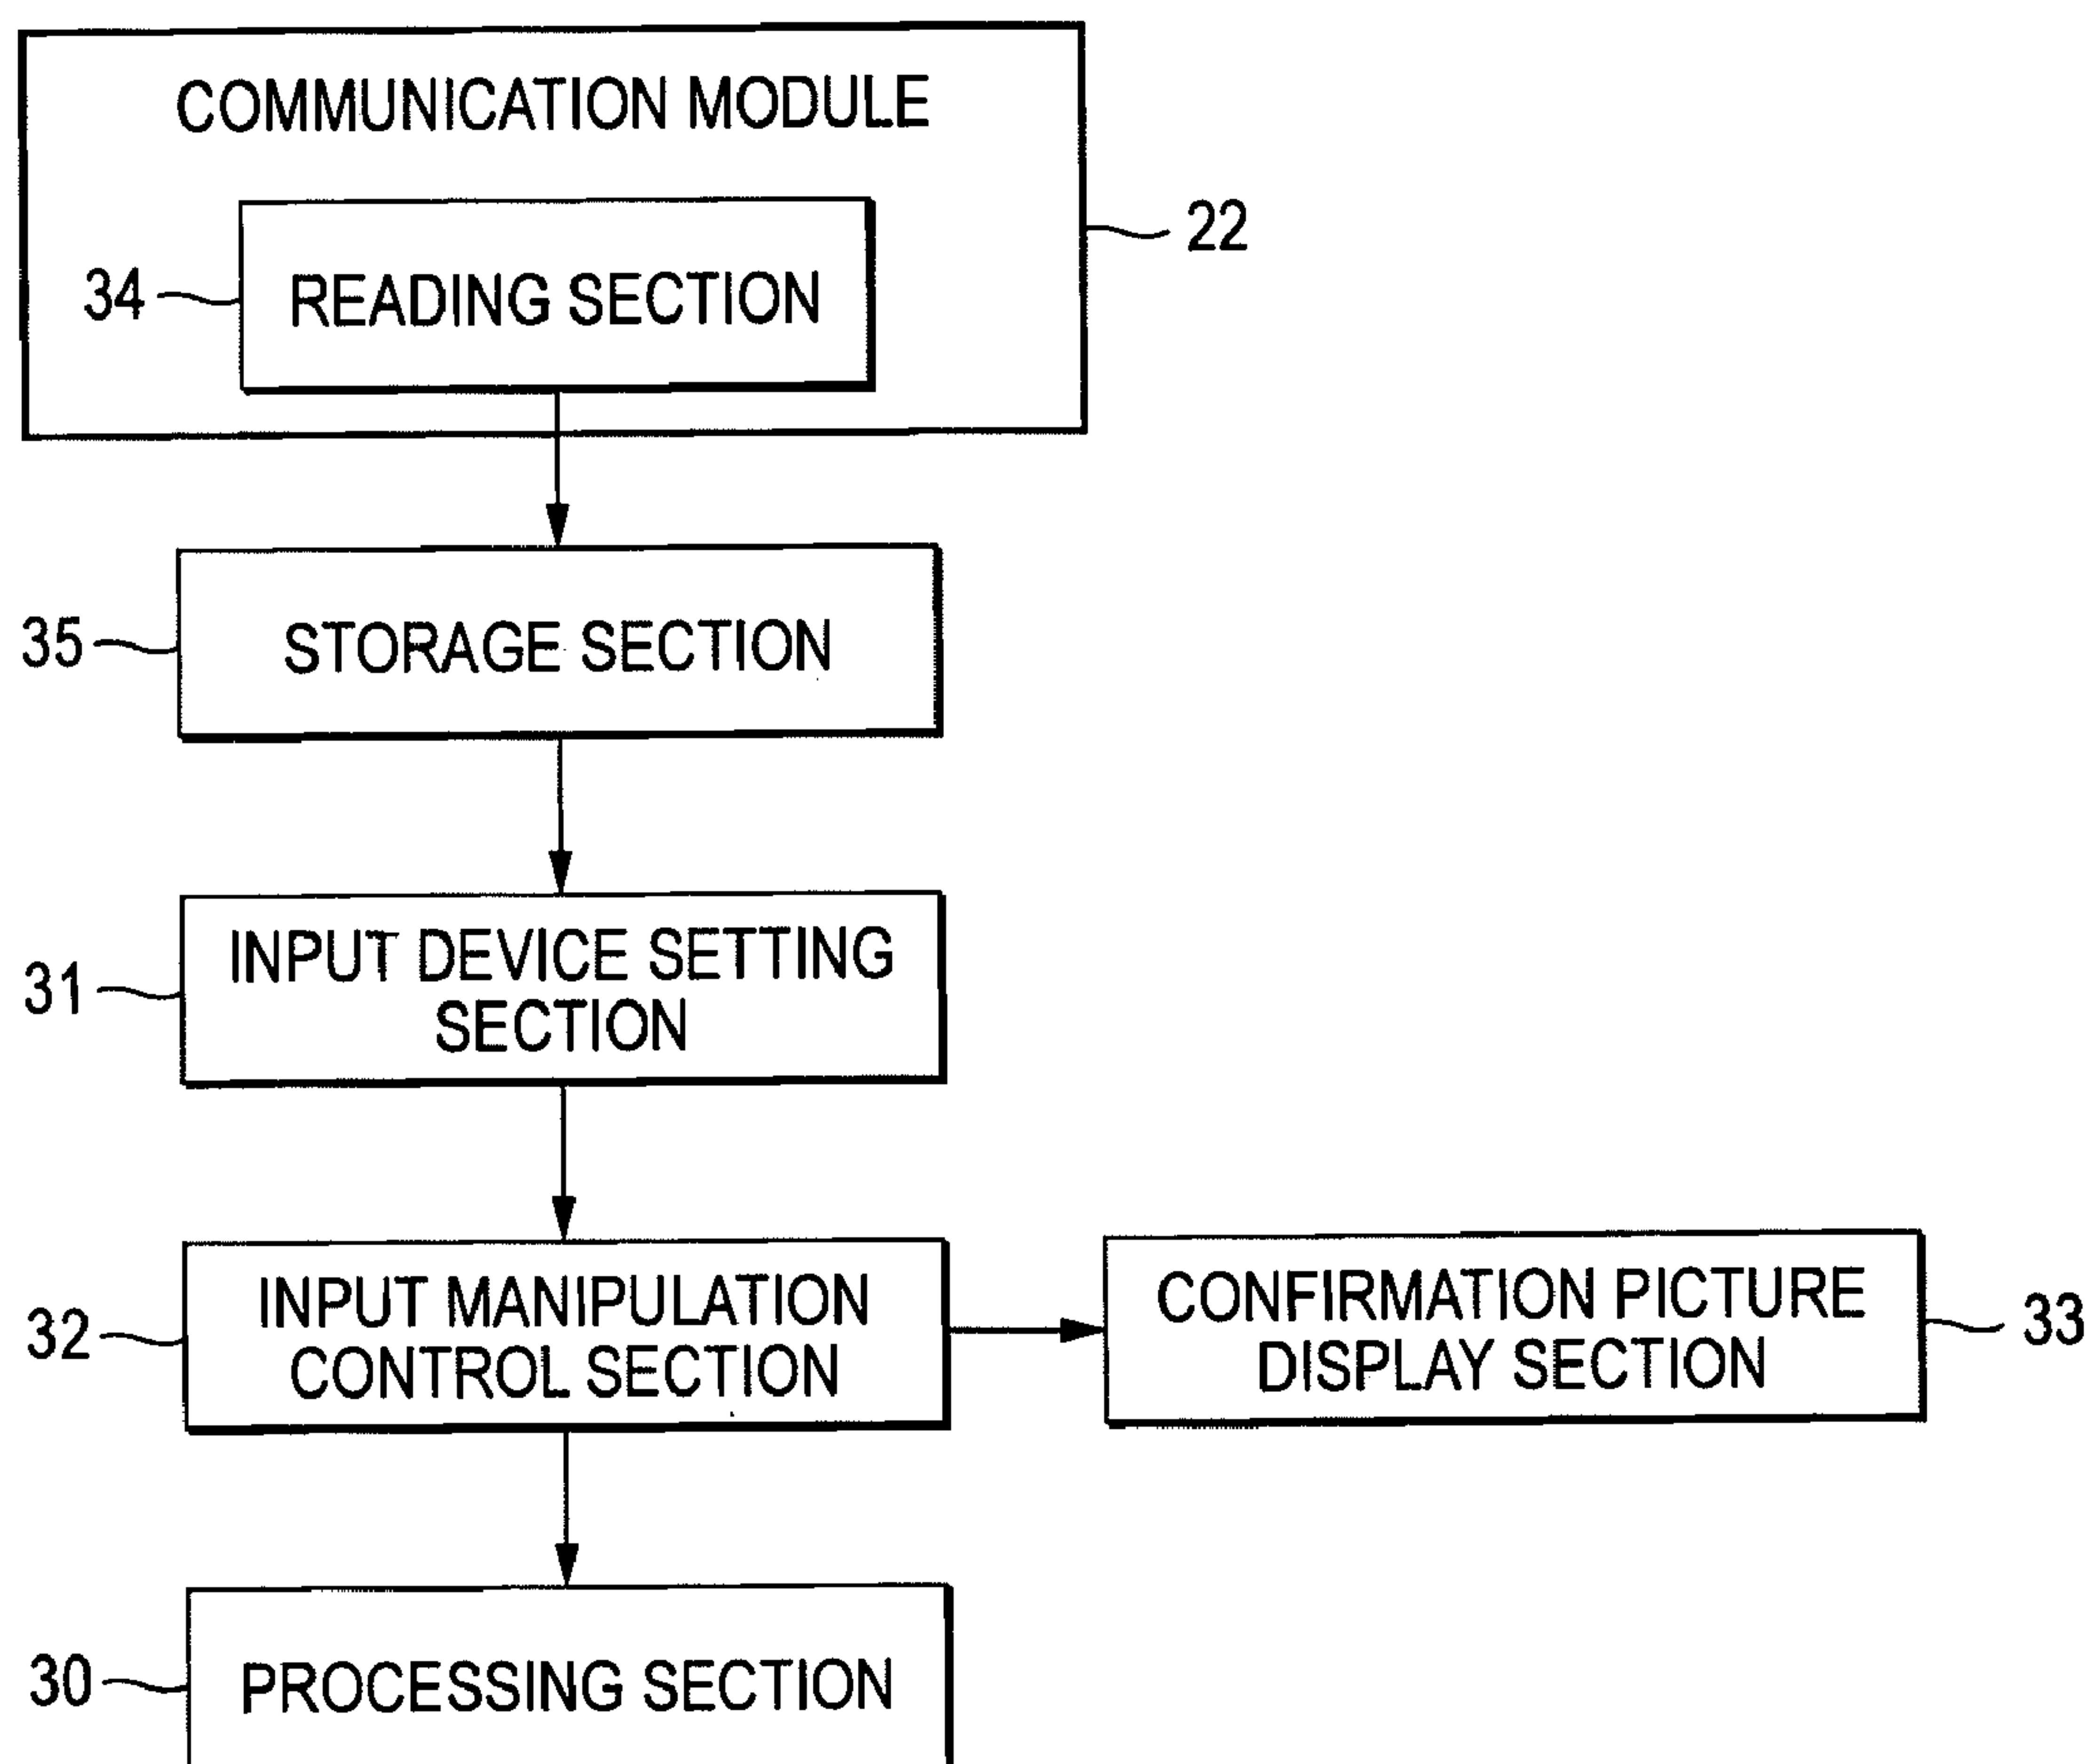 COMMUNICATION MODULE
22
34
READING SECTION
35
STORAGE SECTION
31
INPUT DEVICE SETTING
SECTION
32
INPUT MANIPULATION
CONTROL SECTION
CONFIRMATION PICTURE
DISPLAY SECTION
33
30
PROCESSING SECTION